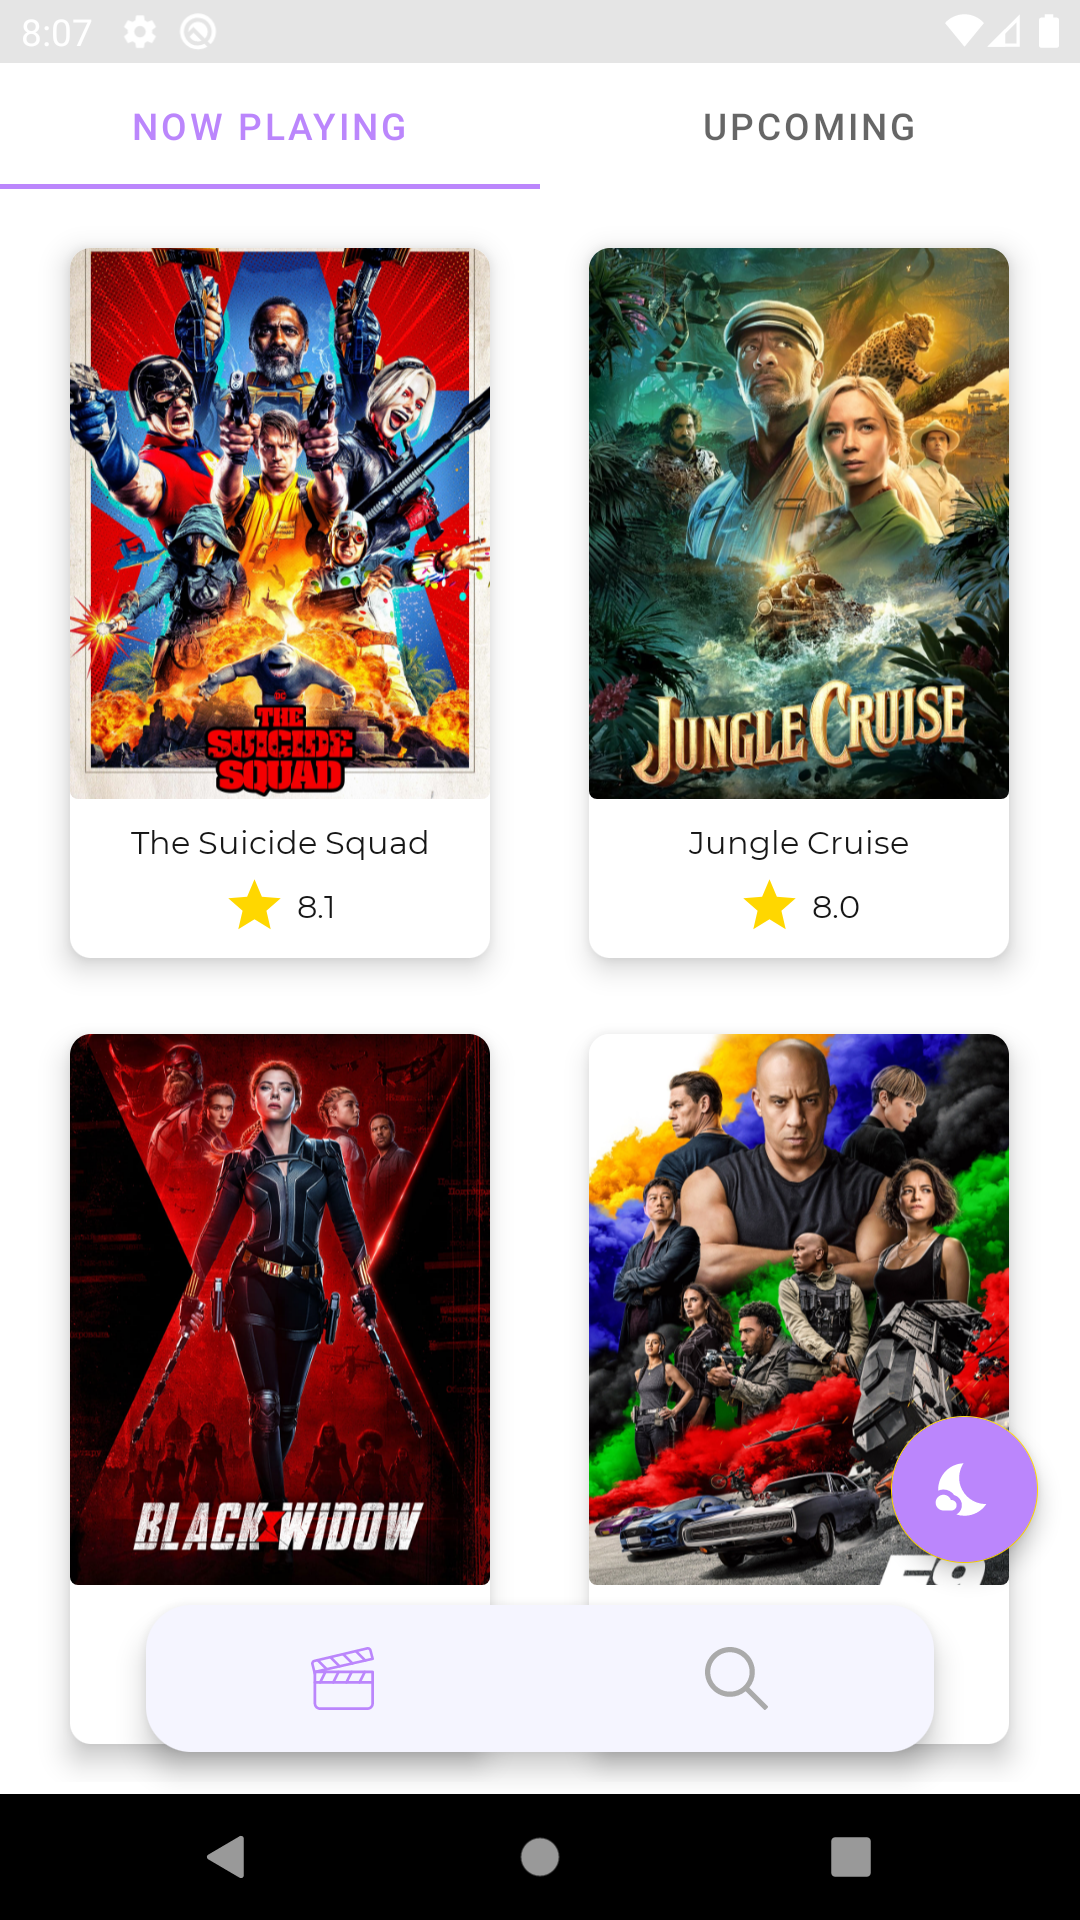 8:07
NOW PLAYING
UPCOMING
DC
THE
SUICIDE
SQUAD
JUNGLE CRUISE
The Suicide Squad
Jungle Cruise
8.1
8.0
BLACK WIDOW
F9